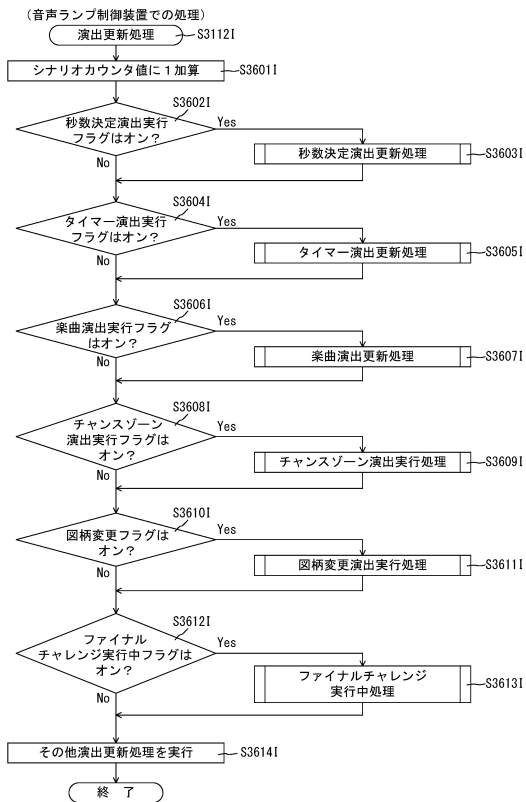 （音声ランプ制御装置での処理）
演出更新処理
S3112I
シナリオカウンタ値に１加算
S3601I
S3602I
秒数決定演出実行
フラグはオン？
Yes
No
秒数決定演出更新処理
S3603I
S3604I
タイマー演出実行
フラグはオン？
Yes
No
タイマー演出更新処理
S3605I
S3606I
楽曲演出実行フラグ
はオン？
Yes
No
楽曲演出更新処理
S3607I
S3608I
チャンスゾーン
演出実行フラグは
オン？
Yes
No
チャンスゾーン演出実行処理
S3609I
S3610I
図柄変更フラグは
オン？
Yes
No
図柄変更演出実行処理
S3611I
S3612I
ファイナル
チャレンジ実行中フラグは
オン？
Yes
No
ファイナルチャレンジ
実行中処理
S3613I
その他演出更新処理を実行
S3614I
終　了